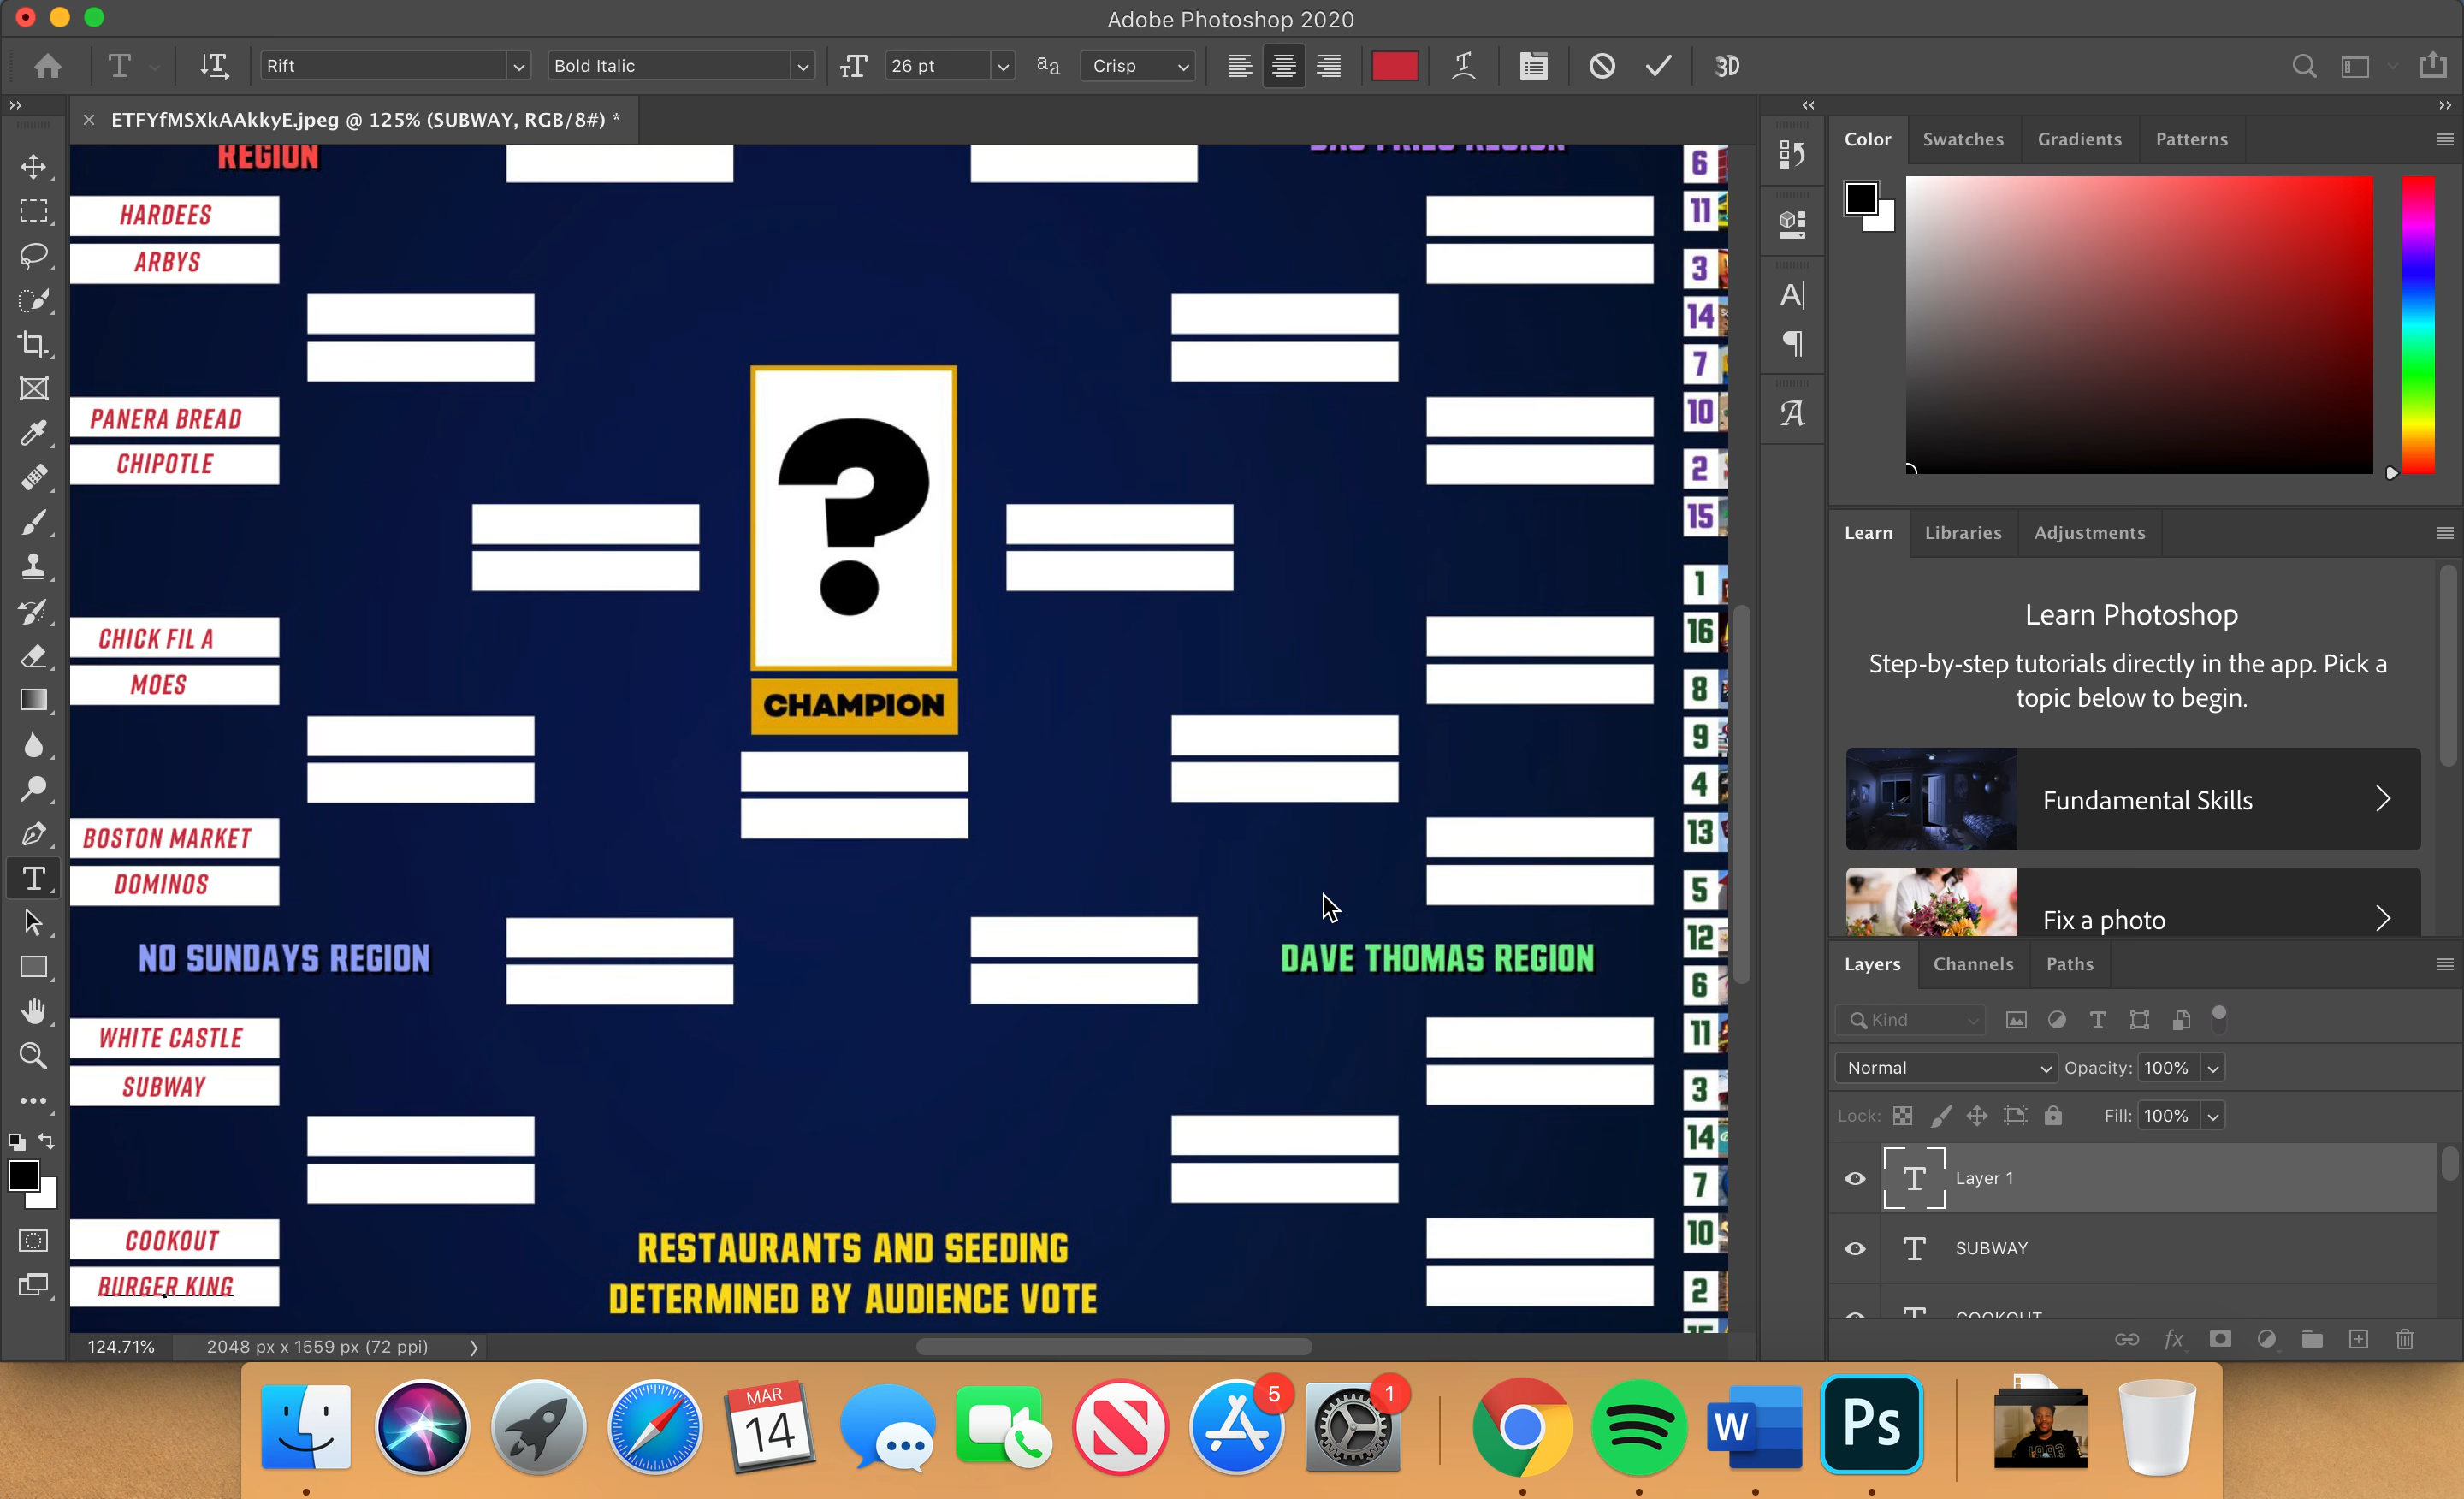 Adobe Photoshop 2020
Rift
Bold Italic
26 pt
Crisp
3D
ETFYfMSXkAAkkyE.jpeg @ 125% (SUBWAY, RGB/8#) *
REGION
HARDEES
ARBYS
PANERA BREAD
CHIPOTLE
CHICK FIL A
MOES
BOSTON MARKET
DOMINOS
NO SUNDAYS REGION
WHITE CASTLE
SUBWAY
COOKOUT
BURGER KING
?
CHAMPION
DAVE THOMAS REGION
RESTAURANTS AND SEEDING
DETERMINED BY AUDIENCE VOTE
6
11
3
14
7
10
2
15
1
16
8
9
4
13
5
12
6
11
3
14
7
10
2
124.71%
2048 px x 1559 px (72 ppi)
Color
Swatches
Gradients
Patterns
Learn
Libraries
Adjustments
Learn Photoshop
Step-by-step tutorials directly in the app. Pick a
topic below to begin.
Fundamental Skills
Fix a photo
Layers
Channels
Paths
Kind
Normal
Opacity: 100%
Lock:
Fill: 100%
Layer 1
SUBWAY
COOKOUT
fx
MAR
14
5
1
W
Ps